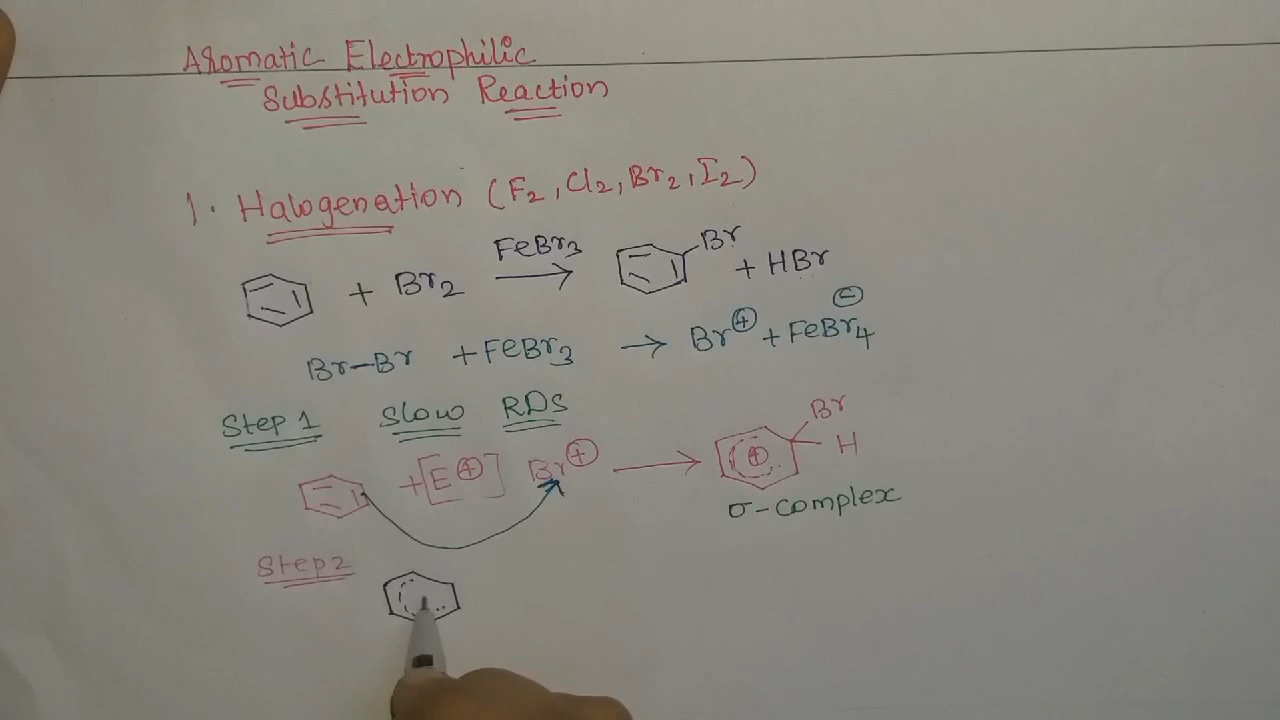 Aromatic Electrophilic
Substitution Reaction
1. Halogenation (F2, Cl2, Br2, I2)
+ Br2 FeBr3 → Br + HBr
Br-Br + FeBr3 → Br⊕ + FeBr4⊖
Step 1 Slow RDS
+ [E⊕] Br⊕ → ⊕ Br H
σ-complex
Step 2